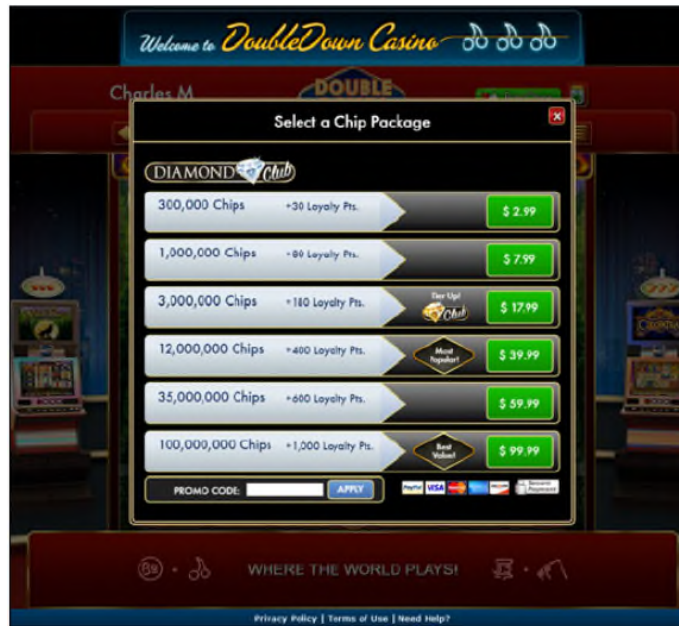 Welcome to DoubleDown Casino
Charles M
DOUBLE
Select a Chip Package
X
DIAMOND Club
300,000 Chips +30 Loyalty Pts. $ 2.99
1,000,000 Chips +80 Loyalty Pts. $ 7.99
3,000,000 Chips +180 Loyalty Pts. Tier Up! Club $ 17.99
12,000,000 Chips +400 Loyalty Pts. Most Popular! $ 39.99
35,000,000 Chips +600 Loyalty Pts. $ 59.99
100,000,000 Chips +1,000 Loyalty Pts. Best Value! $ 99.99
PROMO CODE: APPLY PayPal VISA Secure Payment
WHERE THE WORLD PLAYS!
Privacy Policy | Terms of Use | Need Help?